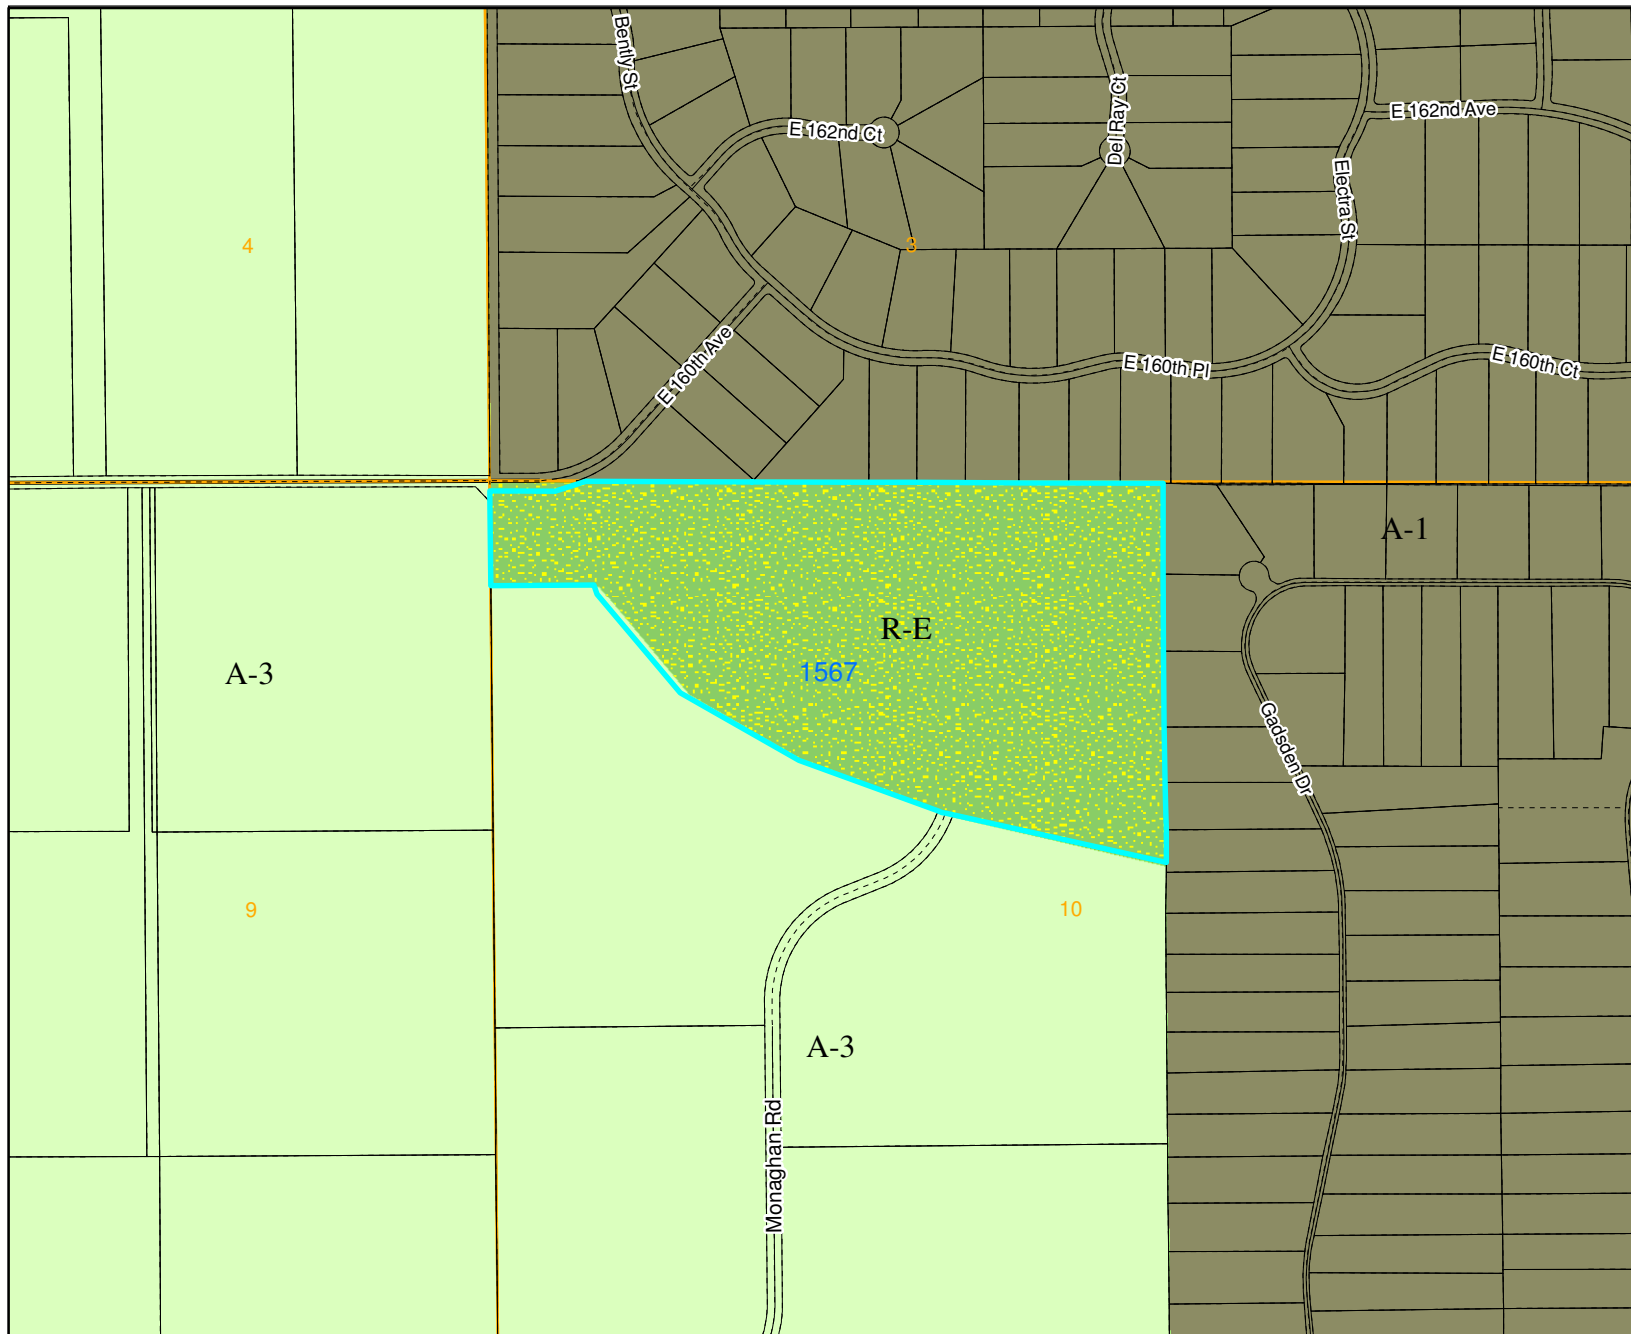 Bently St
E 162nd Ct
Del Ray Ct
E 162nd Ave
Electra St
4
3
E 160th Ave
E 160th Pl
E 160th Ct
A-1
R-E
1567
A-3
Gadsden Dr
9
10
A-3
Monaghan Rd